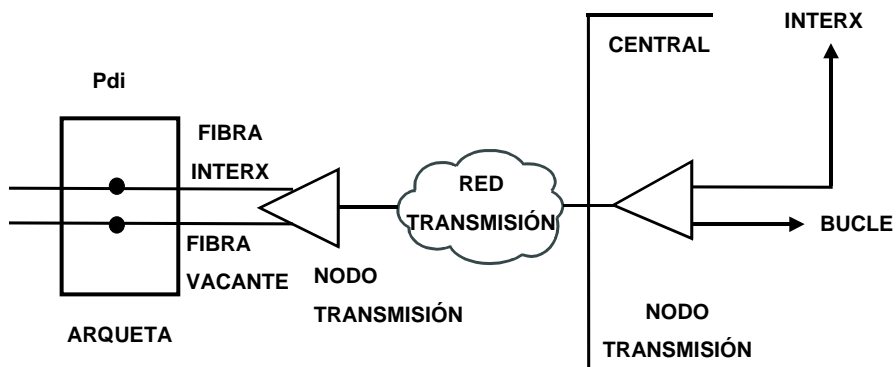 Pdi
FIBRA
INTERX
FIBRA
VACANTE
ARQUETA
NODO
TRANSMISIÓN
RED
TRANSMISIÓN
CENTRAL
INTERX
BUCLE
NODO
TRANSMISIÓN